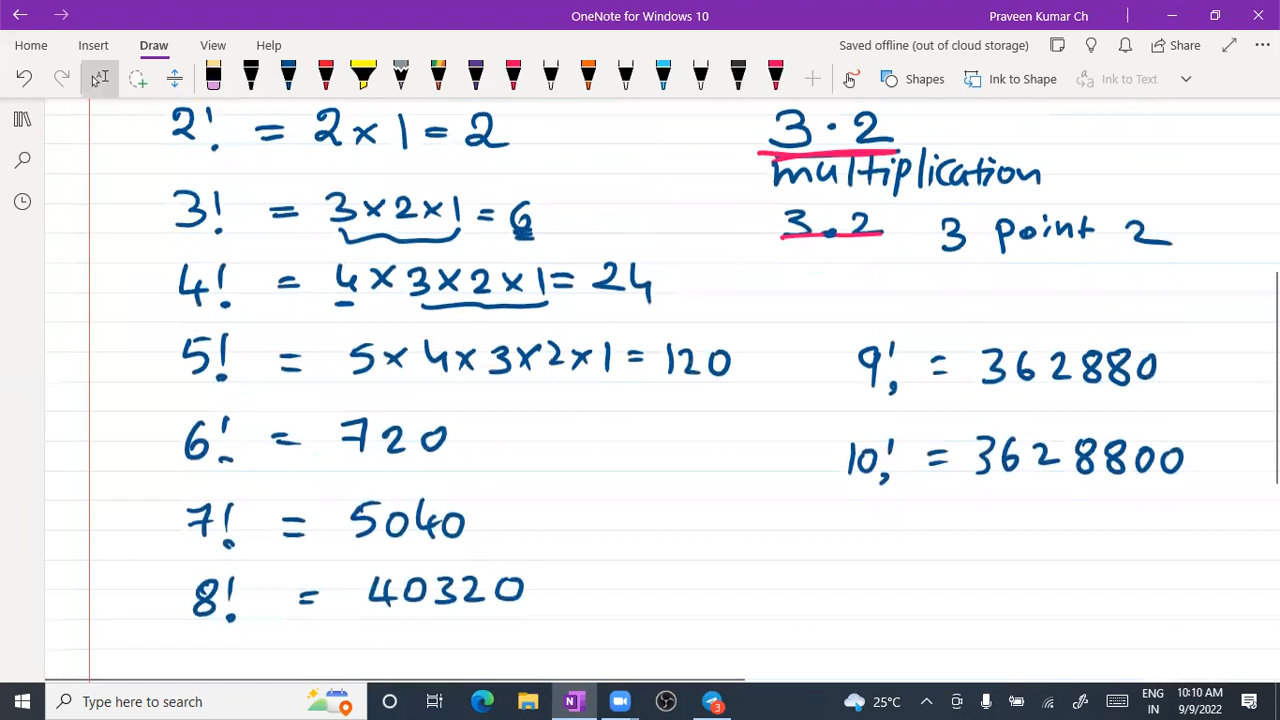 OneNote for Windows 10
Praveen Kumar Ch
Home Insert Draw View Help
Saved offline (out of cloud storage) Share
Shapes Ink to Shape Ink to Text
2! = 2 × 1 = 2
3! = 3 × 2 × 1 = 6
4! = 4 × 3 × 2 × 1 = 24
5! = 5 × 4 × 3 × 2 × 1 = 120
6! = 720
7! = 5040
8! = 40320
3 · 2
multiplication
3.2 3 point 2
9! = 362880
10! = 3628800
Type here to search
3
25°C
ENG
IN
10:10 AM
9/9/2022